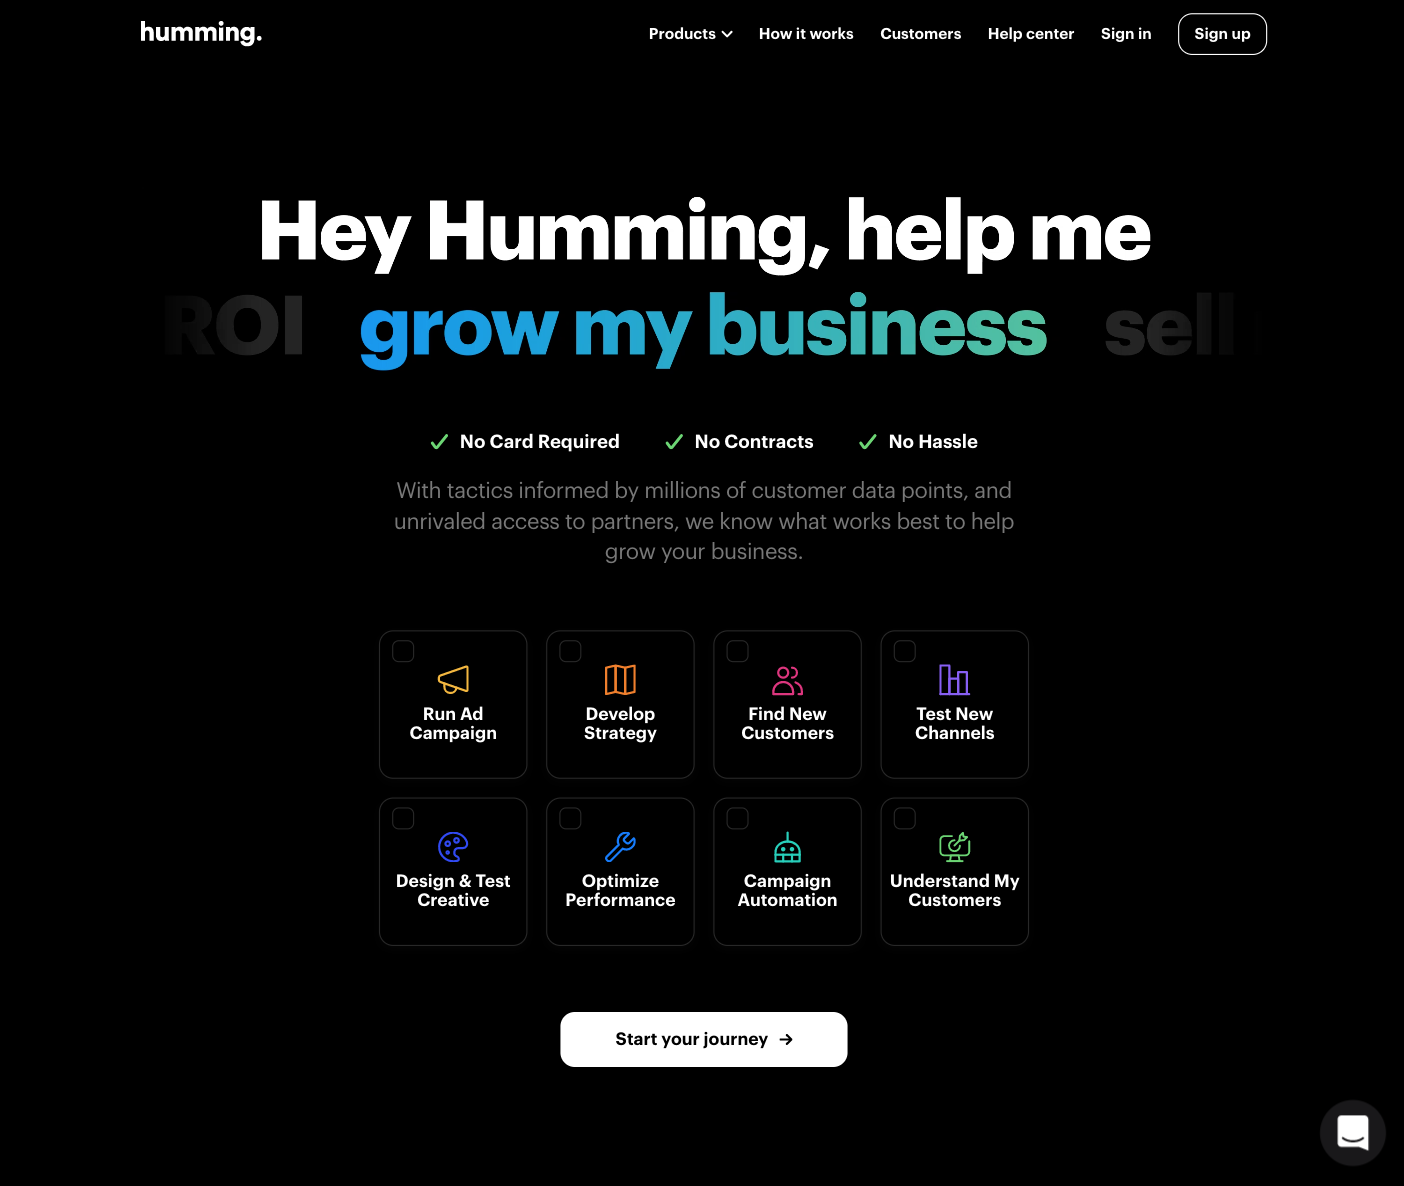 humming.
Products
How it works
Customers
Help center
Sign in
Sign up
Hey Humming, help me
ROI grow my business sell
No Card Required
No Contracts
No Hassle
With tactics informed by millions of customer data points, and
unrivaled access to partners, we know what works best to help
grow your business.
Run Ad
Campaign
Develop
Strategy
Find New
Customers
Test New
Channels
Design & Test
Creative
Optimize
Performance
Campaign
Automation
Understand My
Customers
Start your journey →